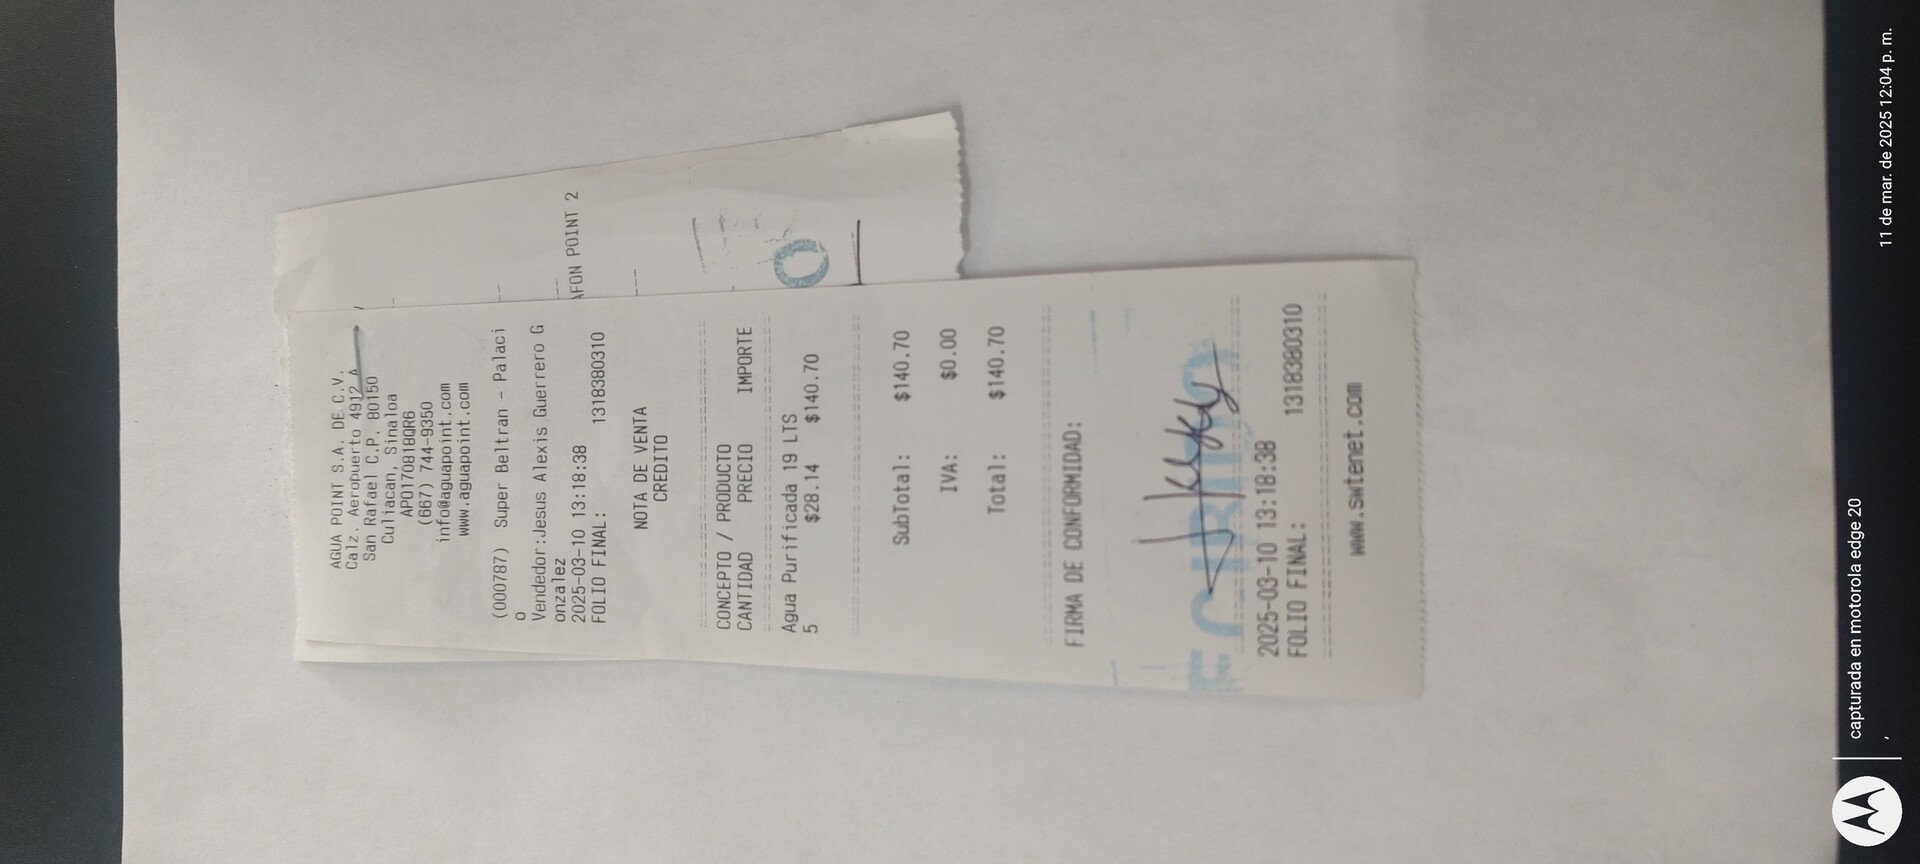 AGUA POINT S.A. DE C.V.
Calz. Aeropuerto 4912 A
San Rafael C.P. 80150
Culiacan, Sinaloa
APO170818QR6
(667) 744-9350
info@aguapoint.com
www.aguapoint.com
(000787) Super Beltran - Palaci
o
Vendedor:Jesus Alexis Guerrero G
onzalez
2025-03-10 13:18:38
FOLIO FINAL: 1318380310
NOTA DE VENTA
CREDITO
CONCEPTO / PRODUCTO
CANTIDAD PRECIO IMPORTE
Agua Purificada 19 LTS
5 $28.14 $140.70
SubTotal: $140.70
IVA: $0.00
Total: $140.70
FIRMA DE CONFORMIDAD:
2025-03-10 13:18:38
FOLIO FINAL: 1318380310
www.swtenet.com
AFON POINT 2
capturada en motorola edge 20
11 de mar. de 2025 12:04 p. m.